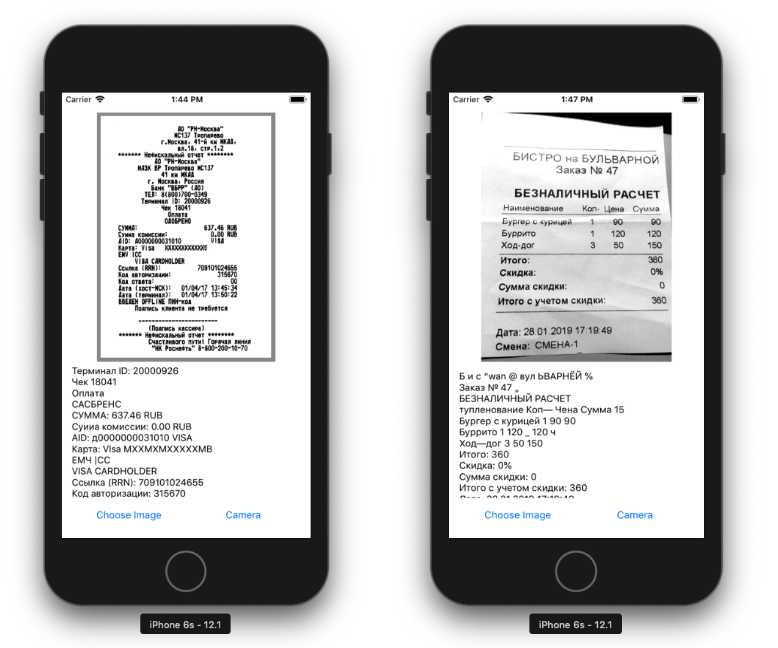 Carrier 1:44 PM
АО "РН-Москва"
МС137 Тропарево
г.Москва, 41-й км МКАД,
вл.18, стр.1,2
******* Нефискальный отчет ********
АО "РН-Москва"
МАЗК ВР Тропарево МС137
41 км МКАД
г. Москва, Россия
Банк "ВБРР" (АО)
ТЕЛ: 8(800)700-0349
Терминал ID: 20000926
Чек 18041
Оплата
ОДОБРЕНО
СУММА: 637.46 RUB
Сумма комиссии: 0.00 RUB
AID: A0000000031010 VISA
Карта: Visa
EMV ICC
VISA CARDHOLDER
Ссылка (RRN): 709101024655
Код авторизации: 315670
Код ответа: 00
Дата (хост-МСК): 01/04/17 13:45:34
Дата (терминал): 01/04/17 13:50:22
ВВЕДЕН OFFLINE ПИН-код
Подпись клиента не требуется
(Подпись кассира)
******* Нефискальный отчет ********
Счастливого пути! Горячая линия
"НК Роснефть" 8-800-200-10-70
Терминал ID: 20000926
Чек 18041
Оплата
САСБРЕНС
СУММА: 637.46 RUB
Суииа комиссии: 0.00 RUB
AID: д0000000031010 VISA
Карта: Visa МХХМХМХХХХХМВ
ЕМЧ |СС
VISA CARDHOLDER
Ссылка (RRN): 709101024655
Код авторизации: 315670
Choose Image Camera
iPhone 6s - 12.1
Carrier 1:47 PM
БИСТРО на БУЛЬВАРНОЙ
Заказ № 47
БЕЗНАЛИЧНЫЙ РАСЧЕТ
Наименование Кол- Цена Сумма
Бургер с курицей 1 90 90
Буррито 1 120 120
Ход-дог 3 50 150
Итого: 360
Скидка: 0%
Сумма скидки: 0
Итого с учетом скидки: 360
Дата: 28 01 2019 17:19:49
Смена: СМЕНА-1
Б и с “wan @ вул ЬВАРНЁЙ %
Заказ № 47 „
БЕЗНАЛИЧНЫЙ РАСЧЕТ
тупленование Коп— Чена Сумма 15
Бургер с курицей 1 90 90
Буррито 1 120 _ 120 ч
Ход—дог 3 50 150
Итого: 360
Скидка: 0%
Сумма скидки: 0
Итого с учетом скидки: 360
Choose Image Camera
iPhone 6s - 12.1